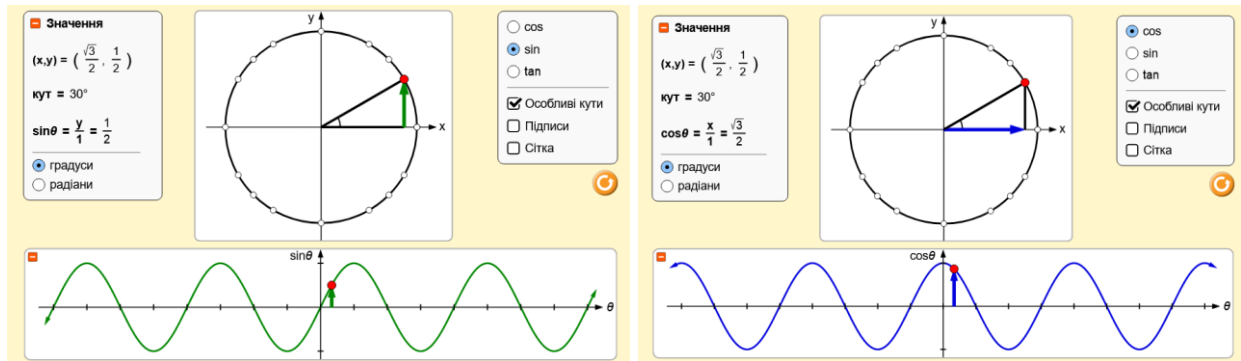 Значення
(x,y) = ( √3/2 , 1/2 )
кут = 30°
sinθ = y/1 = 1/2
градуси
радіани
y
x
cos
sin
tan
Особливі кути
Підписи
Сітка
sinθ
θ
Значення
(x,y) = ( √3/2 , 1/2 )
кут = 30°
cosθ = x/1 = √3/2
градуси
радіани
y
x
cos
sin
tan
Особливі кути
Підписи
Сітка
cosθ
θ